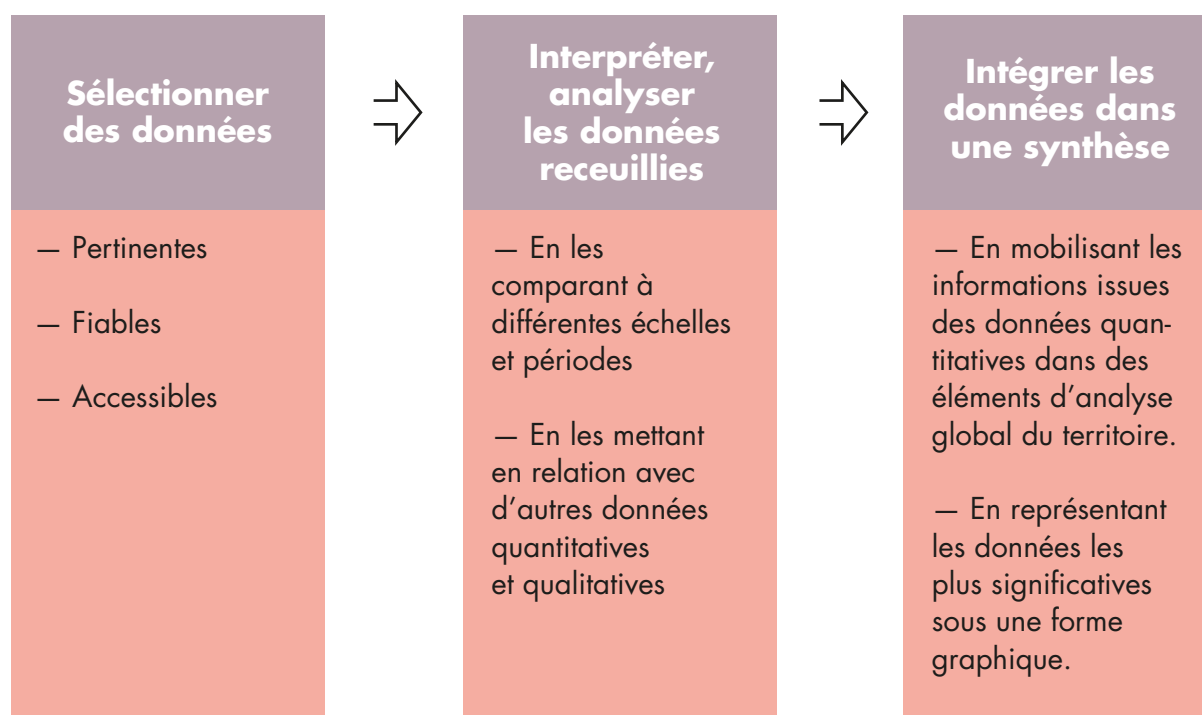 Sélectionner
des données
— Pertinentes
— Fiables
— Accessibles
Interpréter,
analyser
les données
receuillies
— En les
comparant à
différentes échelles
et périodes
— En les mettant
en relation avec
d’autres données
quantitatives
et qualitatives
Intégrer les
données dans
une synthèse
— En mobilisant les
informations issues
des données quan-
titatives dans des
éléments d’analyse
global du territoire.
— En représentant
les données les
plus significatives
sous une forme
graphique.